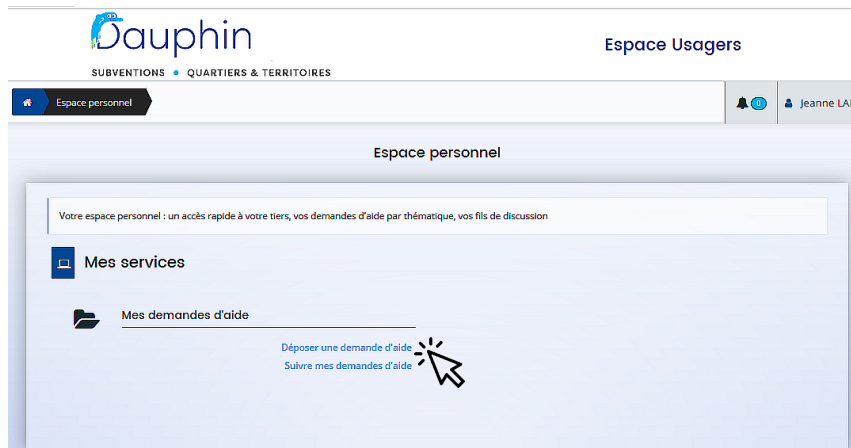 Dauphin
Espace Usagers
SUBVENTIONS • QUARTIERS & TERRITOIRES
Espace personnel
0
Jeanne LA
Espace personnel
Votre espace personnel : un accès rapide à votre tiers, vos demandes d'aide par thématique, vos fils de discussion
Mes services
Mes demandes d'aide
Déposer une demande d'aide
Suivre mes demandes d'aide